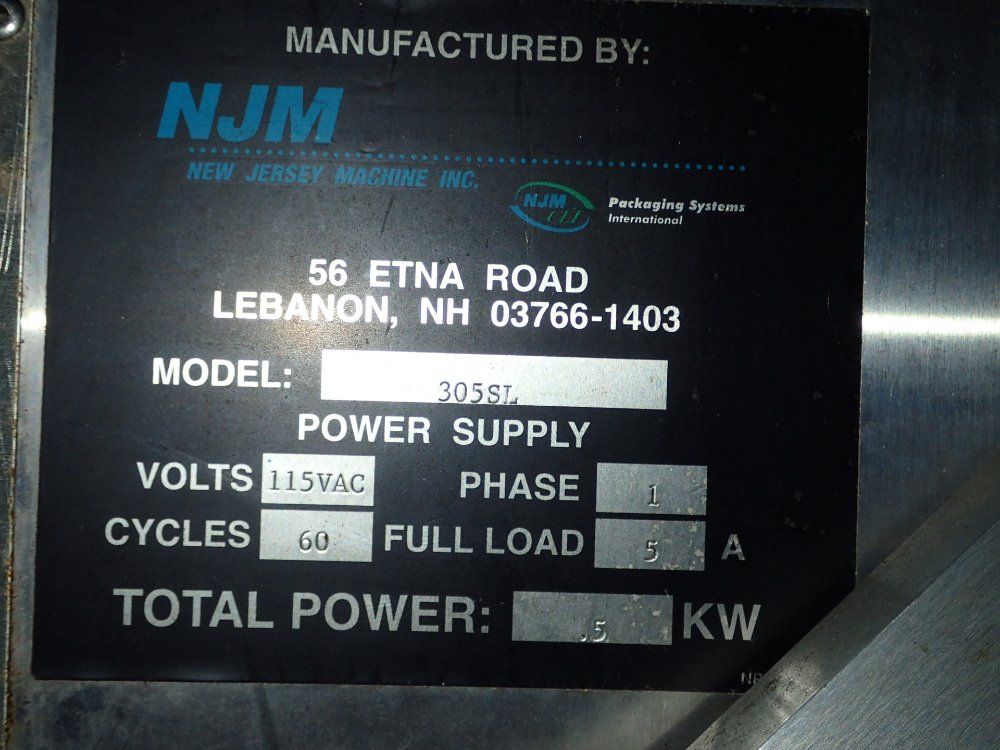 MANUFACTURED BY:
NJM
NEW JERSEY MACHINE INC.
NJM CLI Packaging Systems International
56 ETNA ROAD
LEBANON, NH 03766-1403
MODEL: 305SL
POWER SUPPLY
VOLTS 115VAC PHASE 1
CYCLES 60 FULL LOAD 5 A
TOTAL POWER: .5 KW